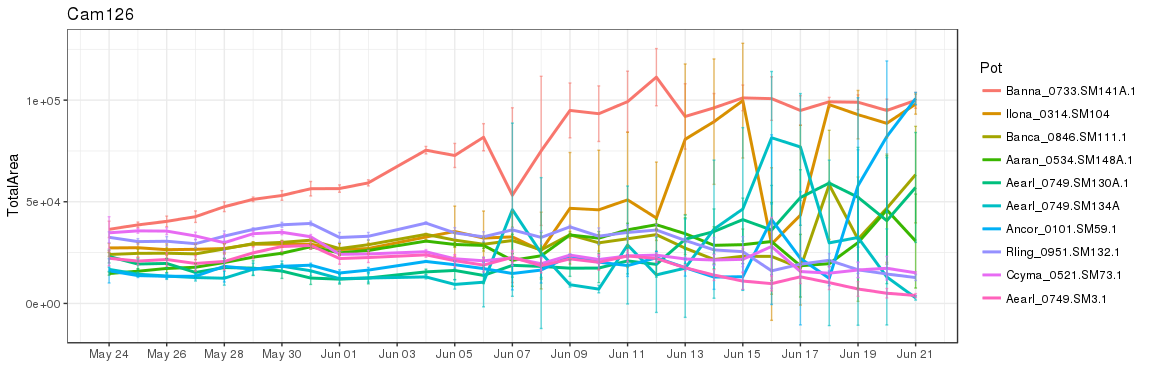 Cam126
TotalArea
1e+05
5e+04
0e+00
May 24 May 26 May 28 May 30 Jun 01 Jun 03 Jun 05 Jun 07 Jun 09 Jun 11 Jun 13 Jun 15 Jun 17 Jun 19 Jun 21
Pot
Banna_0733.SM141A.1
Ilona_0314.SM104
Banca_0846.SM111.1
Aaran_0534.SM148A.1
Aearl_0749.SM130A.1
Aearl_0749.SM134A
Ancor_0101.SM59.1
Rling_0951.SM132.1
Ccyma_0521.SM73.1
Aearl_0749.SM3.1